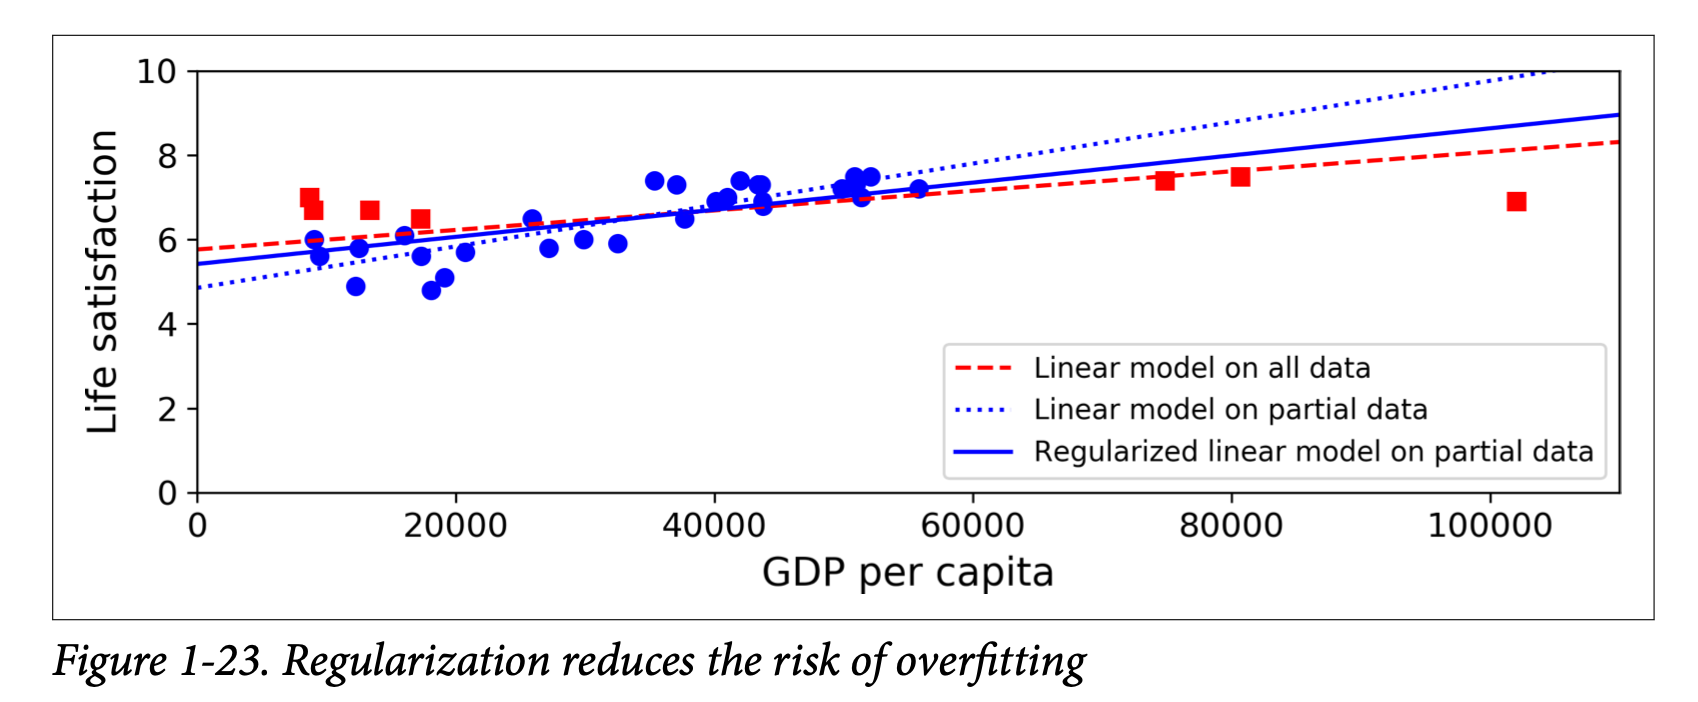 10
8
6
4
2
0
Life satisfaction
Linear model on all data
Linear model on partial data
Regularized linear model on partial data
0 20000 40000 60000 80000 100000
GDP per capita
Figure 1-23. Regularization reduces the risk of overfitting